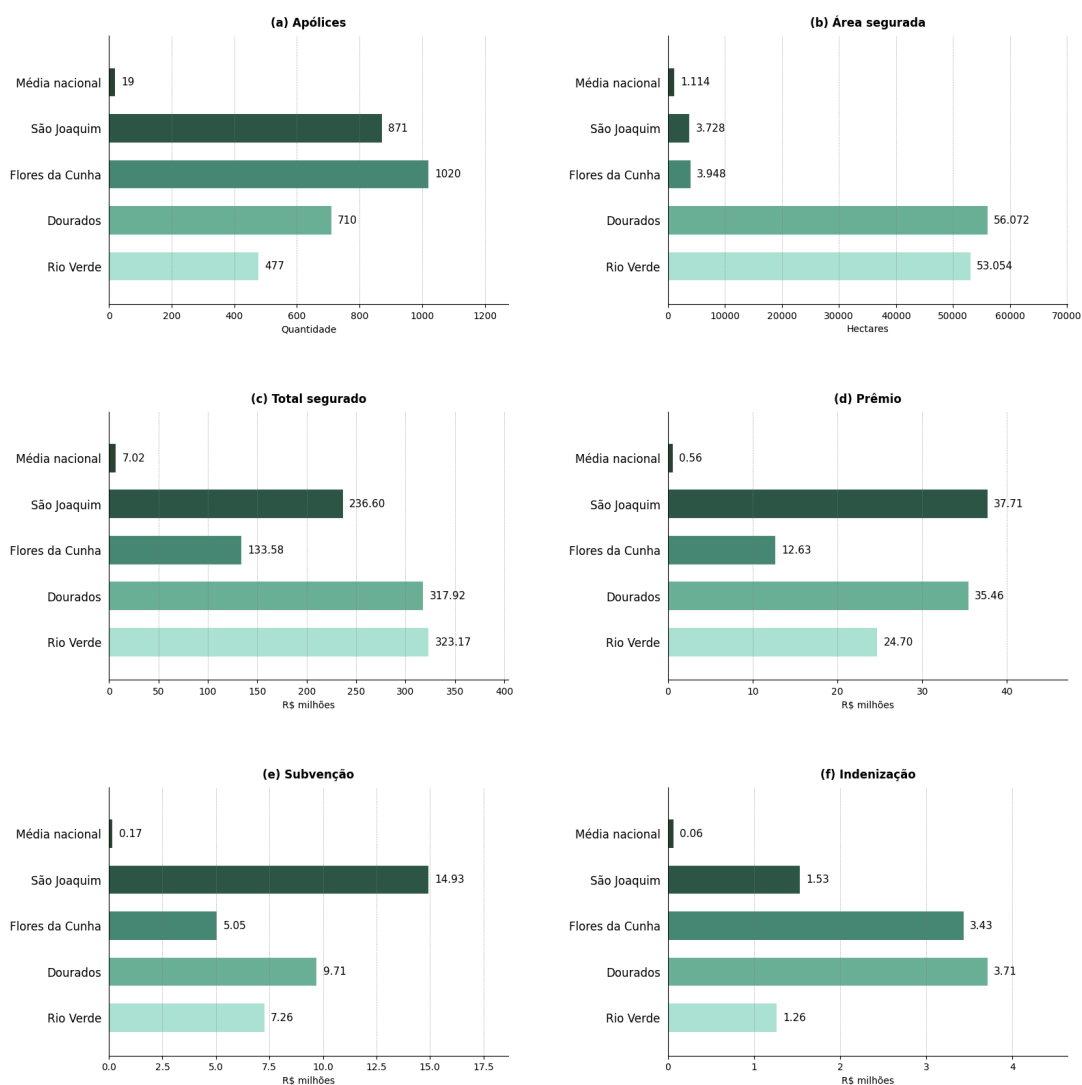 (a) Apólices
Média nacional 19
São Joaquim 871
Flores da Cunha 1020
Dourados 710
Rio Verde 477
0 200 400 600 800 1000 1200
Quantidade
(b) Área segurada
Média nacional 1.114
São Joaquim 3.728
Flores da Cunha 3.948
Dourados 56.072
Rio Verde 53.054
0 10000 20000 30000 40000 50000 60000 70000
Hectares
(c) Total segurado
Média nacional 7.02
São Joaquim 236.60
Flores da Cunha 133.58
Dourados 317.92
Rio Verde 323.17
0 50 100 150 200 250 300 350 400
R$ milhões
(d) Prêmio
Média nacional 0.56
São Joaquim 37.71
Flores da Cunha 12.63
Dourados 35.46
Rio Verde 24.70
0 10 20 30 40
R$ milhões
(e) Subvenção
Média nacional 0.17
São Joaquim 14.93
Flores da Cunha 5.05
Dourados 9.71
Rio Verde 7.26
0.0 2.5 5.0 7.5 10.0 12.5 15.0 17.5
R$ milhões
(f) Indenização
Média nacional 0.06
São Joaquim 1.53
Flores da Cunha 3.43
Dourados 3.71
Rio Verde 1.26
0 1 2 3 4
R$ milhões